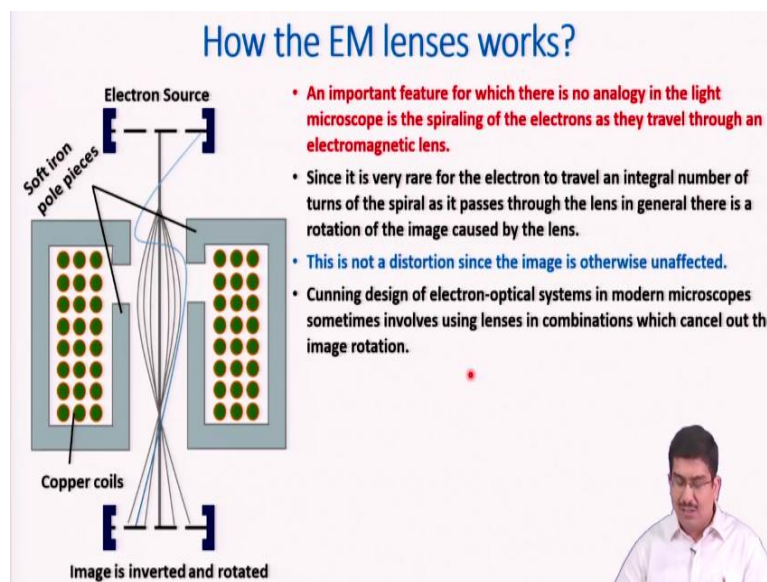 How the EM lenses works?
Electron Source
Soft iron
pole pieces
Copper coils
Image is inverted and rotated
• An important feature for which there is no analogy in the light
microscope is the spiraling of the electrons as they travel through an
electromagnetic lens.
• Since it is very rare for the electron to travel an integral number of
turns of the spiral as it passes through the lens in general there is a
rotation of the image caused by the lens.
• This is not a distortion since the image is otherwise unaffected.
• Cunning design of electron-optical systems in modern microscopes
sometimes involves using lenses in combinations which cancel out th
image rotation.